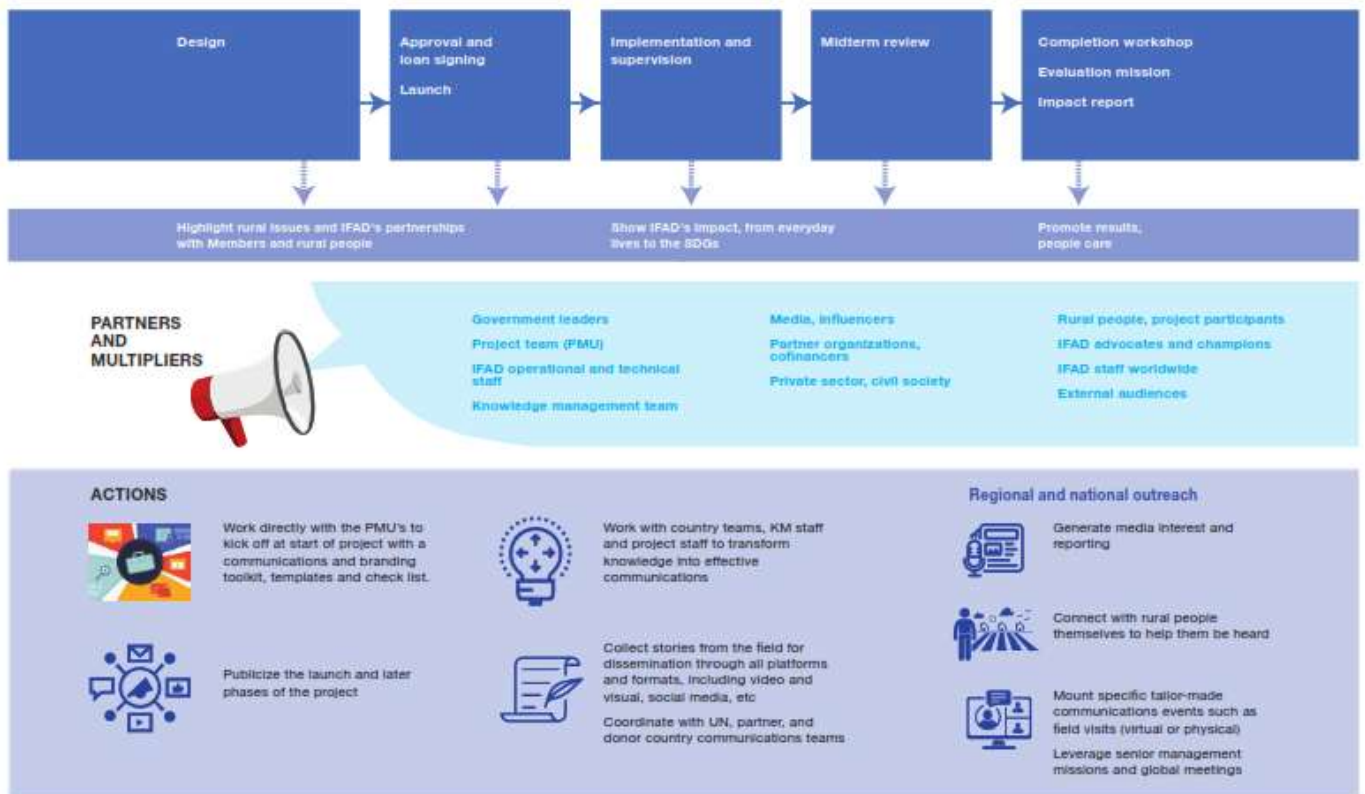 Design
Approval and
loan signing
Launch
Implementation and
supervision
Midterm review
Completion workshop
Evaluation mission
Impact report
Highlight rural issues and IFAD's partnerships
with Members and rural people
Show IFAD's impact, from everyday
lives to the SDGs
Promote results,
people care
PARTNERS
AND
MULTIPLIERS
Government leaders
Project team (PMU)
IFAD operational and technical
staff
Knowledge management team
Media, influencers
Partner organizations,
cofinancers
Private sector, civil society
Rural people, project participants
IFAD advocates and champions
IFAD staff worldwide
External audiences
ACTIONS
Work directly with the PMU's to
kick off at start of project with a
communications and branding
toolkit, templates and check list.
Publicize the launch and later
phases of the project
Work with country teams, KM staff
and project staff to transform
knowledge into effective
communications
Collect stories from the field for
dissemination through all platforms
and formats, including video and
visual, social media, etc
Coordinate with UN, partner, and
donor country communications teams
Regional and national outreach
Generate media interest and
reporting
Connect with rural people
themselves to help them be heard
Mount specific tailor-made
communications events such as
field visits (virtual or physical)
Leverage senior management
missions and global meetings